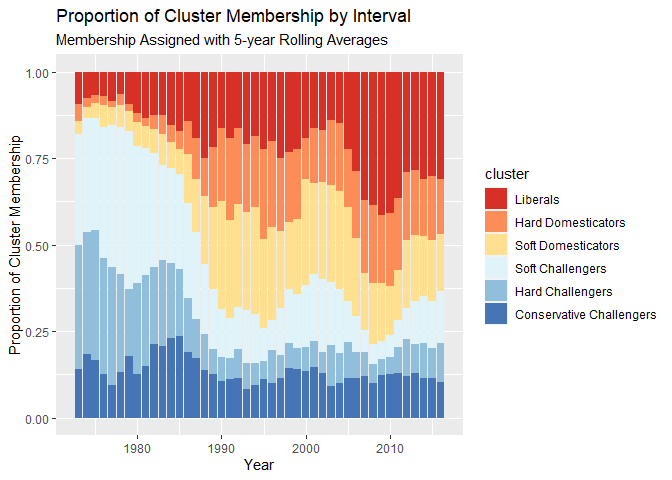 Proportion of Cluster Membership by Interval
Membership Assigned with 5-year Rolling Averages
Proportion of Cluster Membership
1.00
0.75
0.50
0.25
0.00
1980
1990
2000
2010
Year
cluster
Liberals
Hard Domesticators
Soft Domesticators
Soft Challengers
Hard Challengers
Conservative Challengers